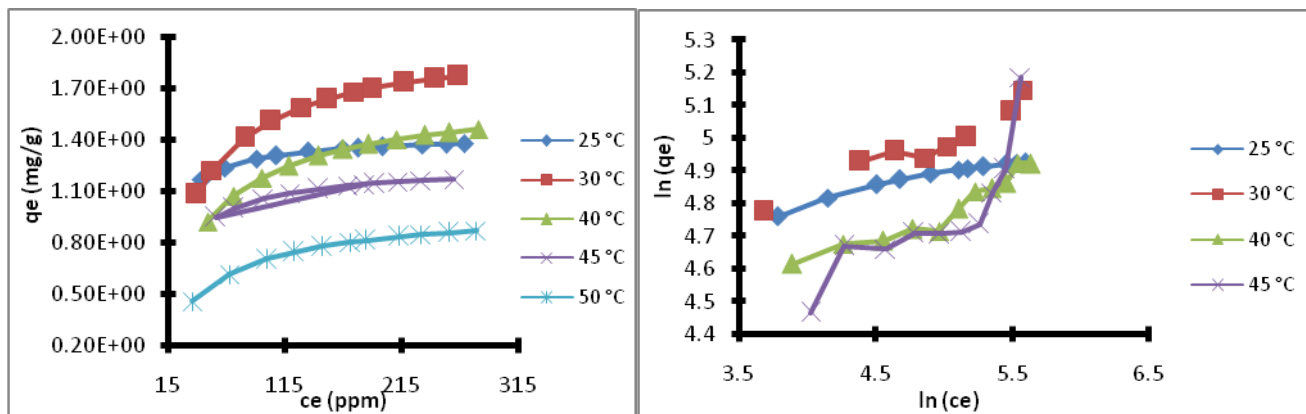 2.00E+00
1.70E+00
1.40E+00
1.10E+00
0.80E+00
0.50E+00
0.20E+00
qe (mg/g)
15
115
215
315
ce (ppm)
25 °C
30 °C
40 °C
45 °C
50 °C
5.3
5.2
5.1
5
4.9
4.8
4.7
4.6
4.5
4.4
ln (qe)
3.5
4.5
5.5
6.5
ln (ce)
25 °C
30 °C
40 °C
45 °C